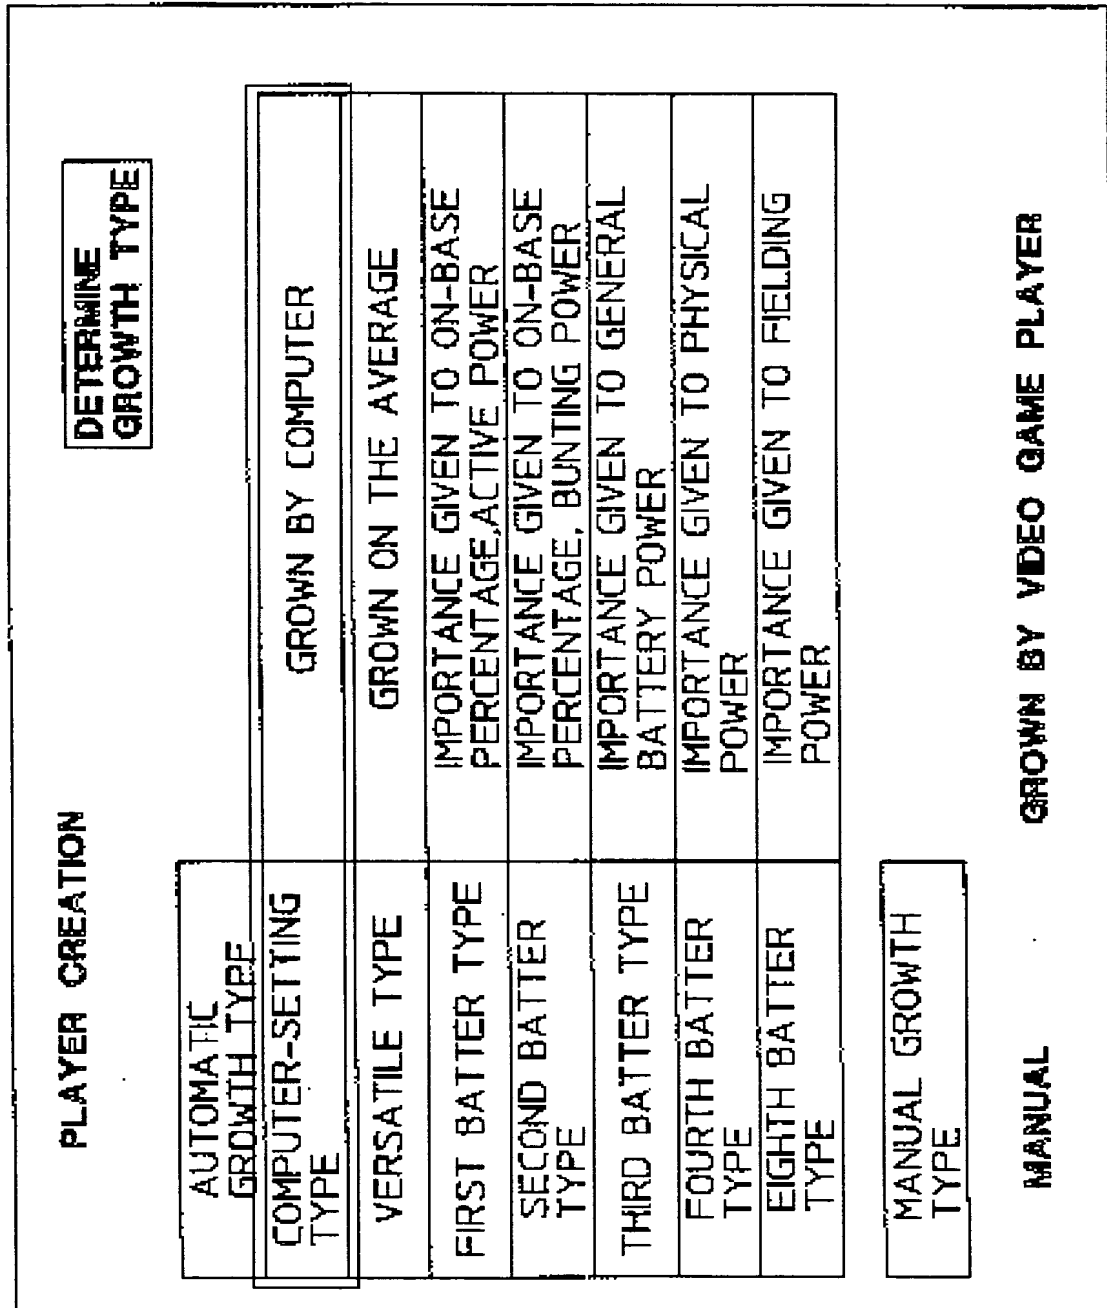 PLAYER CREATION
DETERMINE
GROWTH TYPE
AUTOMATIC
GROWTH TYPE
COMPUTER-SETTING
TYPE
GROWN BY COMPUTER
VERSATILE TYPE
GROWN ON THE AVERAGE
FIRST BATTER TYPE
IMPORTANCE GIVEN TO ON-BASE
PERCENTAGE,ACTIVE POWER
SECOND BATTER
TYPE
IMPORTANCE GIVEN TO ON-BASE
PERCENTAGE, BUNTING POWER
THIRD BATTER TYPE
IMPORTANCE GIVEN TO GENERAL
BATTERY POWER
FOURTH BATTER
TYPE
IMPORTANCE GIVEN TO PHYSICAL
POWER
EIGHTH BATTER
TYPE
IMPORTANCE GIVEN TO FIELDING
POWER
MANUAL GROWTH
TYPE
MANUAL
GROWN BY VIDEO GAME PLAYER